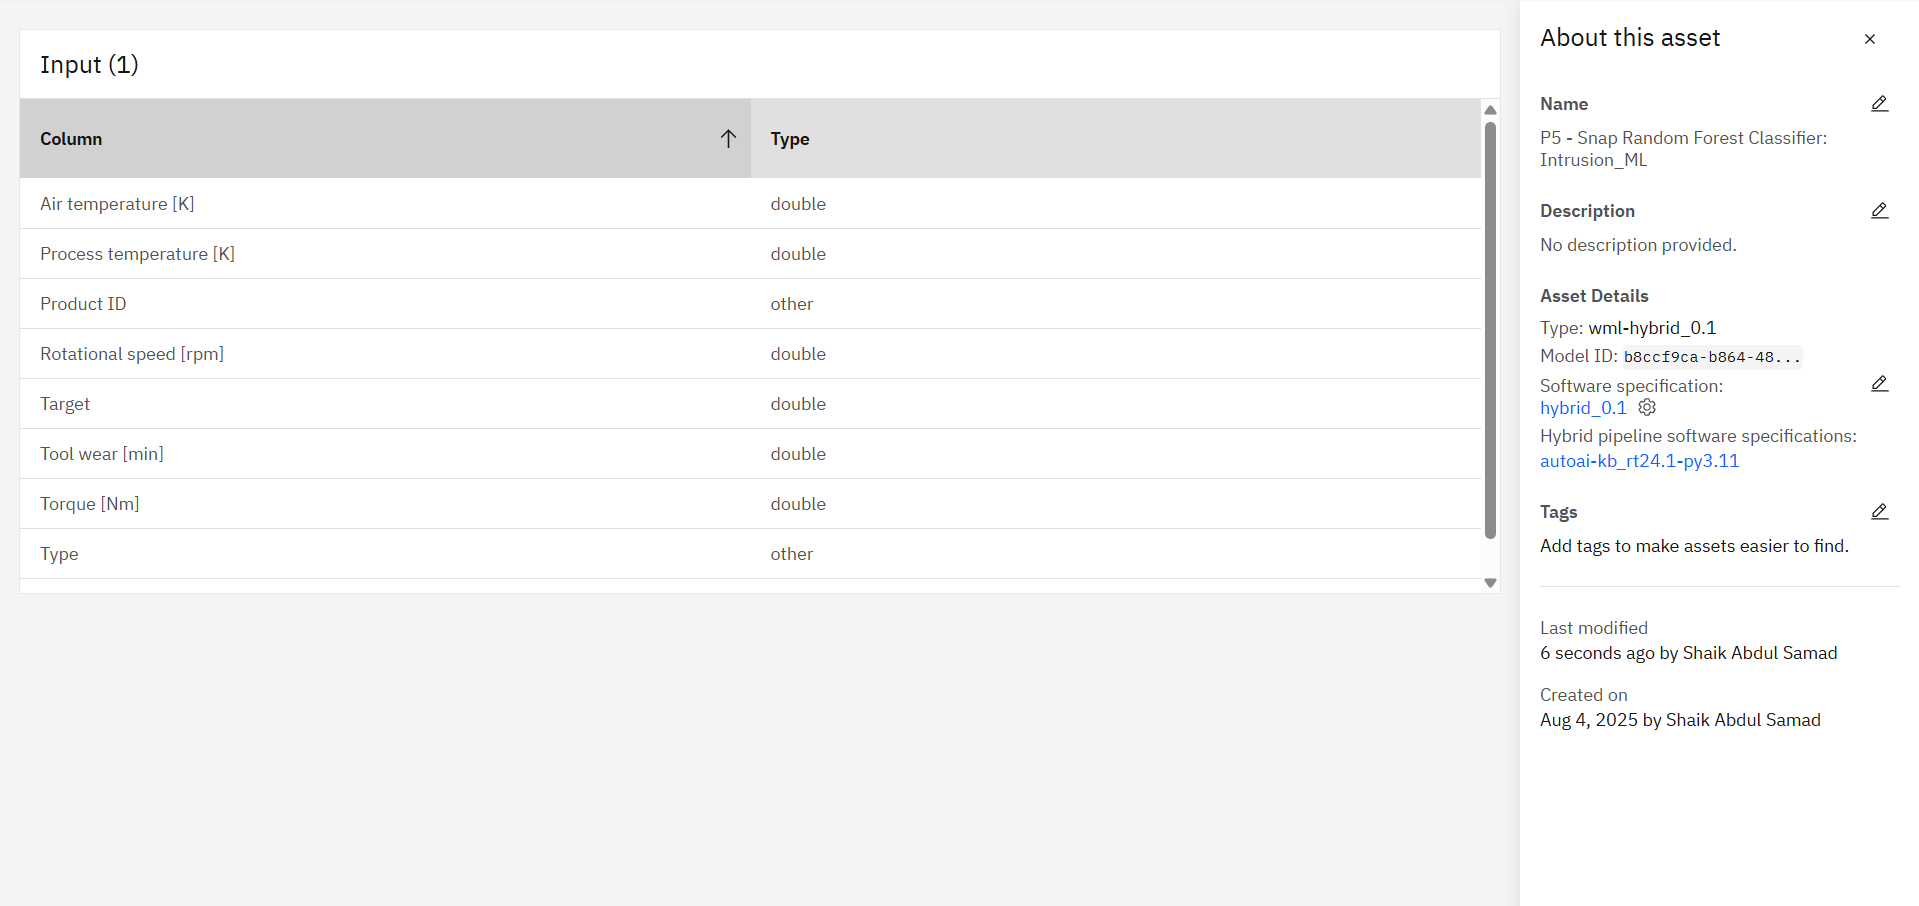 Input (1)
Column Type
Air temperature [K] double
Process temperature [K] double
Product ID other
Rotational speed [rpm] double
Target double
Tool wear [min] double
Torque [Nm] double
Type other
About this asset
Name
P5 - Snap Random Forest Classifier:
Intrusion_ML
Description
No description provided.
Asset Details
Type: wml-hybrid_0.1
Model ID: b8ccf9ca-b864-48...
Software specification:
hybrid_0.1
Hybrid pipeline software specifications:
autoai-kb_rt24.1-py3.11
Tags
Add tags to make assets easier to find.
Last modified
6 seconds ago by Shaik Abdul Samad
Created on
Aug 4, 2025 by Shaik Abdul Samad